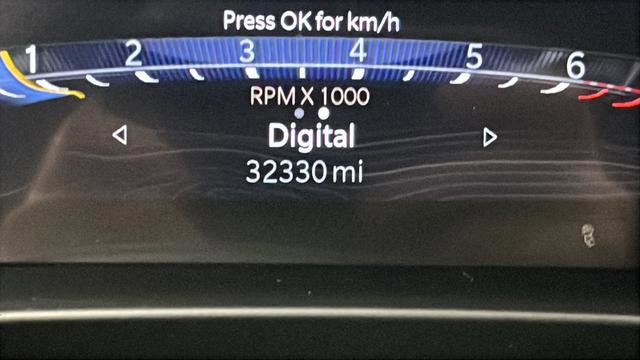 Press OK for km/h
1 2 3 4 5 6
RPM X 1000
Digital
32330 mi